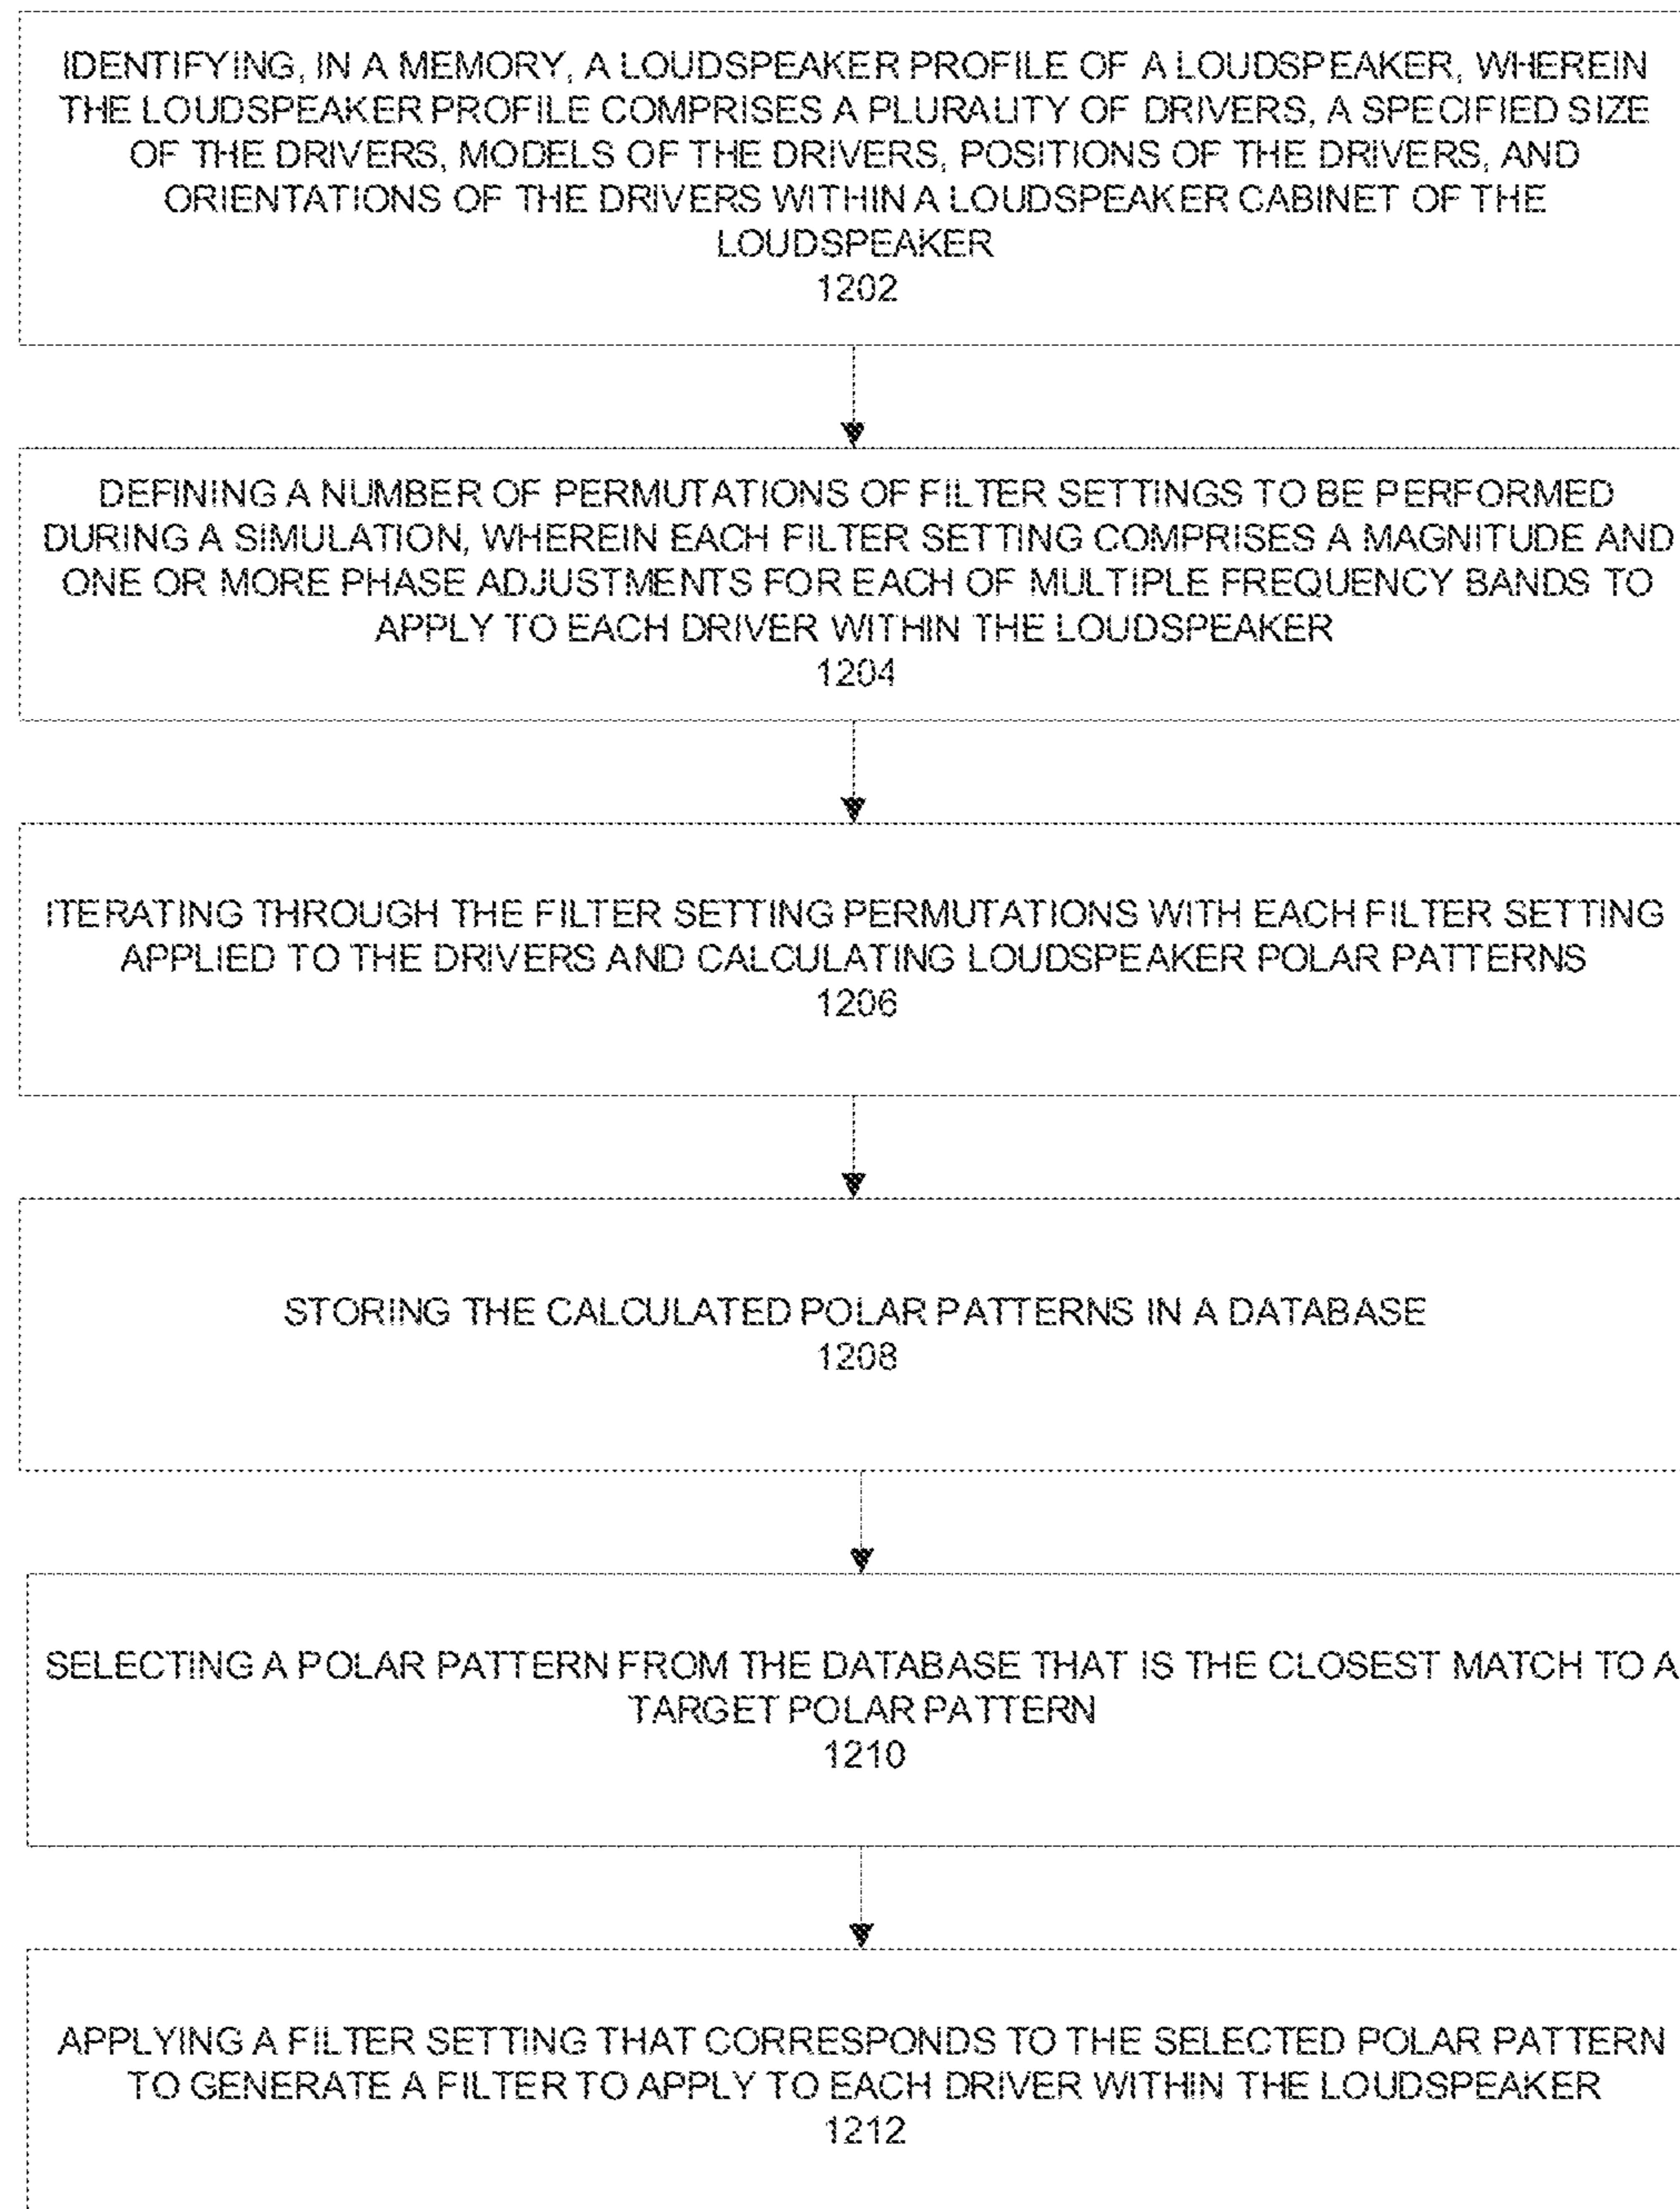 IDENTIFYING, IN A MEMORY, A LOUDSPEAKER PROFILE OF A LOUDSPEAKER, WHEREIN
THE LOUDSPEAKER PROFILE COMPRISES A PLURALITY OF DRIVERS, A SPECIFIED SIZE
OF THE DRIVERS, MODELS OF THE DRIVERS, POSITIONS OF THE DRIVERS, AND
ORIENTATIONS OF THE DRIVERS WITHIN A LOUDSPEAKER CABINET OF THE
LOUDSPEAKER
1202
DEFINING A NUMBER OF PERMUTATIONS OF FILTER SETTINGS TO BE PERFORMED
DURING A SIMULATION, WHEREIN EACH FILTER SETTING COMPRISES A MAGNITUDE AND
ONE OR MORE PHASE ADJUSTMENTS FOR EACH OF MULTIPLE FREQUENCY BANDS TO
APPLY TO EACH DRIVER WITHIN THE LOUDSPEAKER
1204
ITERATING THROUGH THE FILTER SETTING PERMUTATIONS WITH EACH FILTER SETTING
APPLIED TO THE DRIVERS AND CALCULATING LOUDSPEAKER POLAR PATTERNS
1206
STORING THE CALCULATED POLAR PATTERNS IN A DATABASE
1208
SELECTING A POLAR PATTERN FROM THE DATABASE THAT IS THE CLOSEST MATCH TO A
TARGET POLAR PATTERN
1210
APPLYING A FILTER SETTING THAT CORRESPONDS TO THE SELECTED POLAR PATTERN
TO GENERATE A FILTER TO APPLY TO EACH DRIVER WITHIN THE LOUDSPEAKER
1212